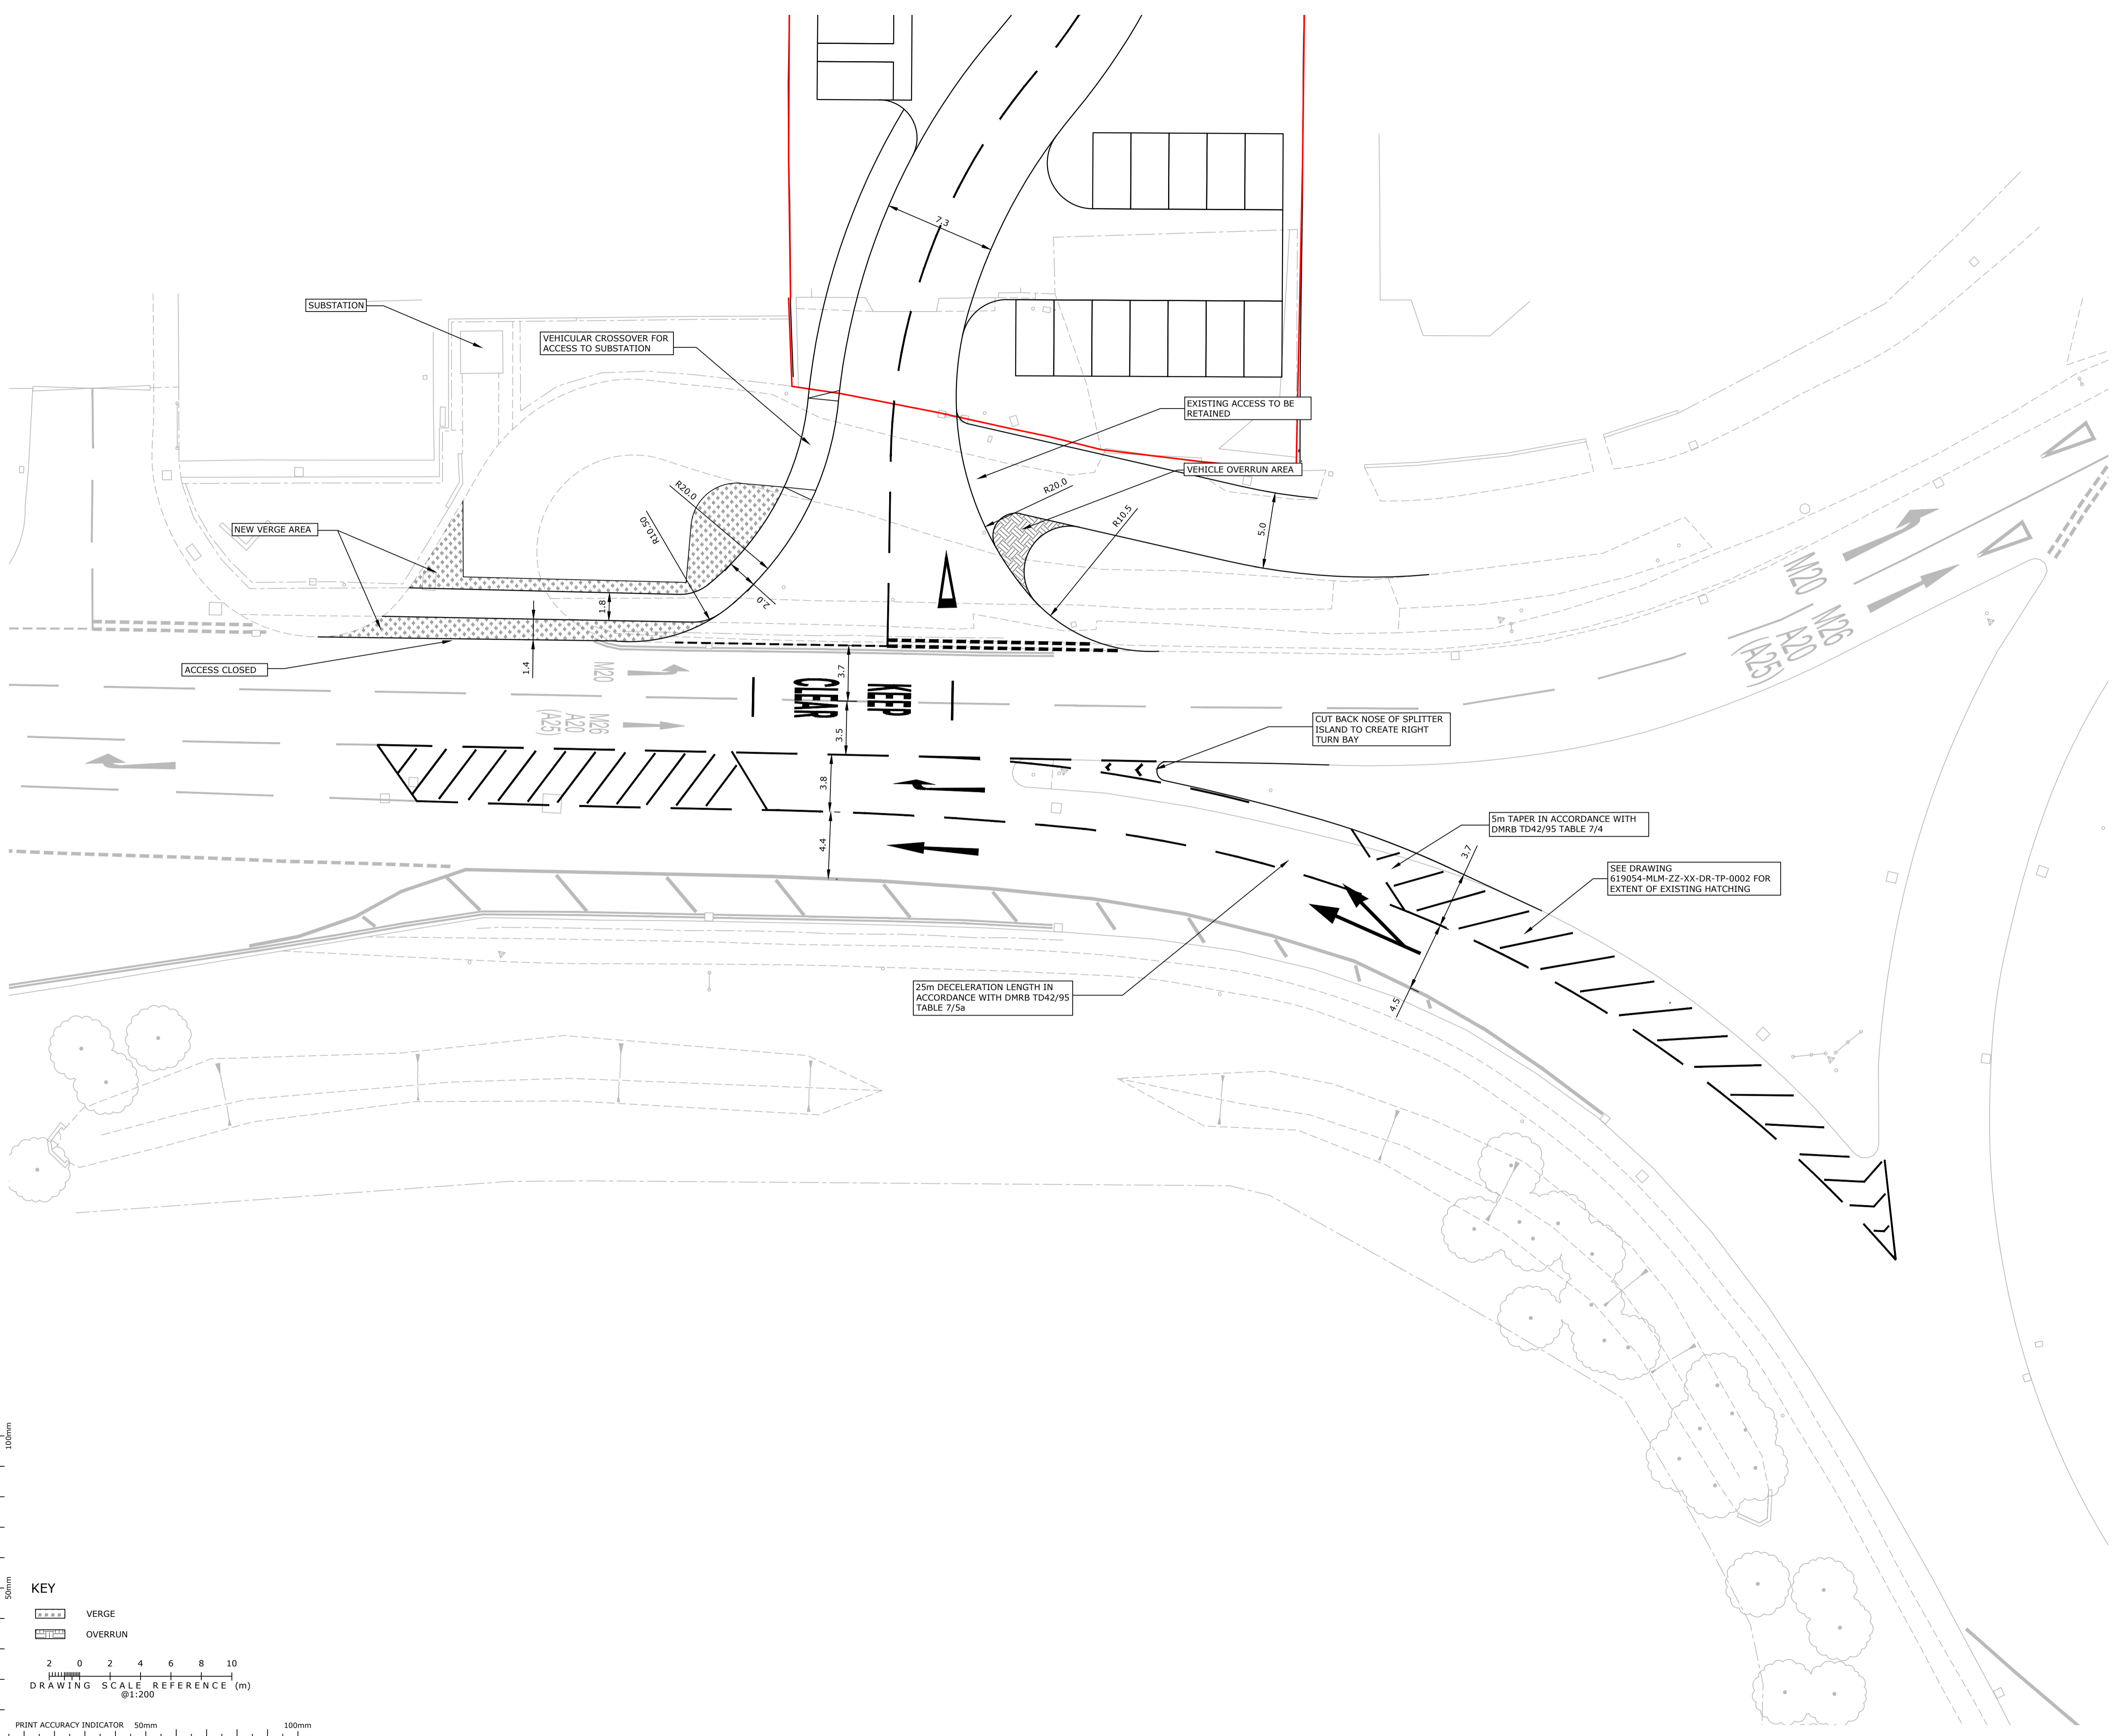 7.3
SUBSTATION
VEHICULAR CROSSOVER FOR
ACCESS TO SUBSTATION
EXISTING ACCESS TO BE
RETAINED
VEHICLE OVERRUN AREA
R20.0
R20.0
R10.50
R10.5
5.0
NEW VERGE AREA
1.8
2.0
ACCESS CLOSED
1.4
3.7
M20
M20
M26
A20
(A25)
KEEP
CLEAR
M26
A20
(A25)
3.5
CUT BACK NOSE OF SPLITTER
ISLAND TO CREATE RIGHT
TURN BAY
3.8
4.4
5m TAPER IN ACCORDANCE WITH
DMRB TD42/95 TABLE 7/4
3.7
SEE DRAWING
619054-MLM-ZZ-XX-DR-TP-0002 FOR
EXTENT OF EXISTING HATCHING
25m DECELERATION LENGTH IN
ACCORDANCE WITH DMRB TD42/95
TABLE 7/5a
4.5
100mm
50mm
KEY
VERGE
OVERRUN
2 0 2 4 6 8 10
DRAWING SCALE REFERENCE (m)
@1:200
PRINT ACCURACY INDICATOR 50mm 100mm